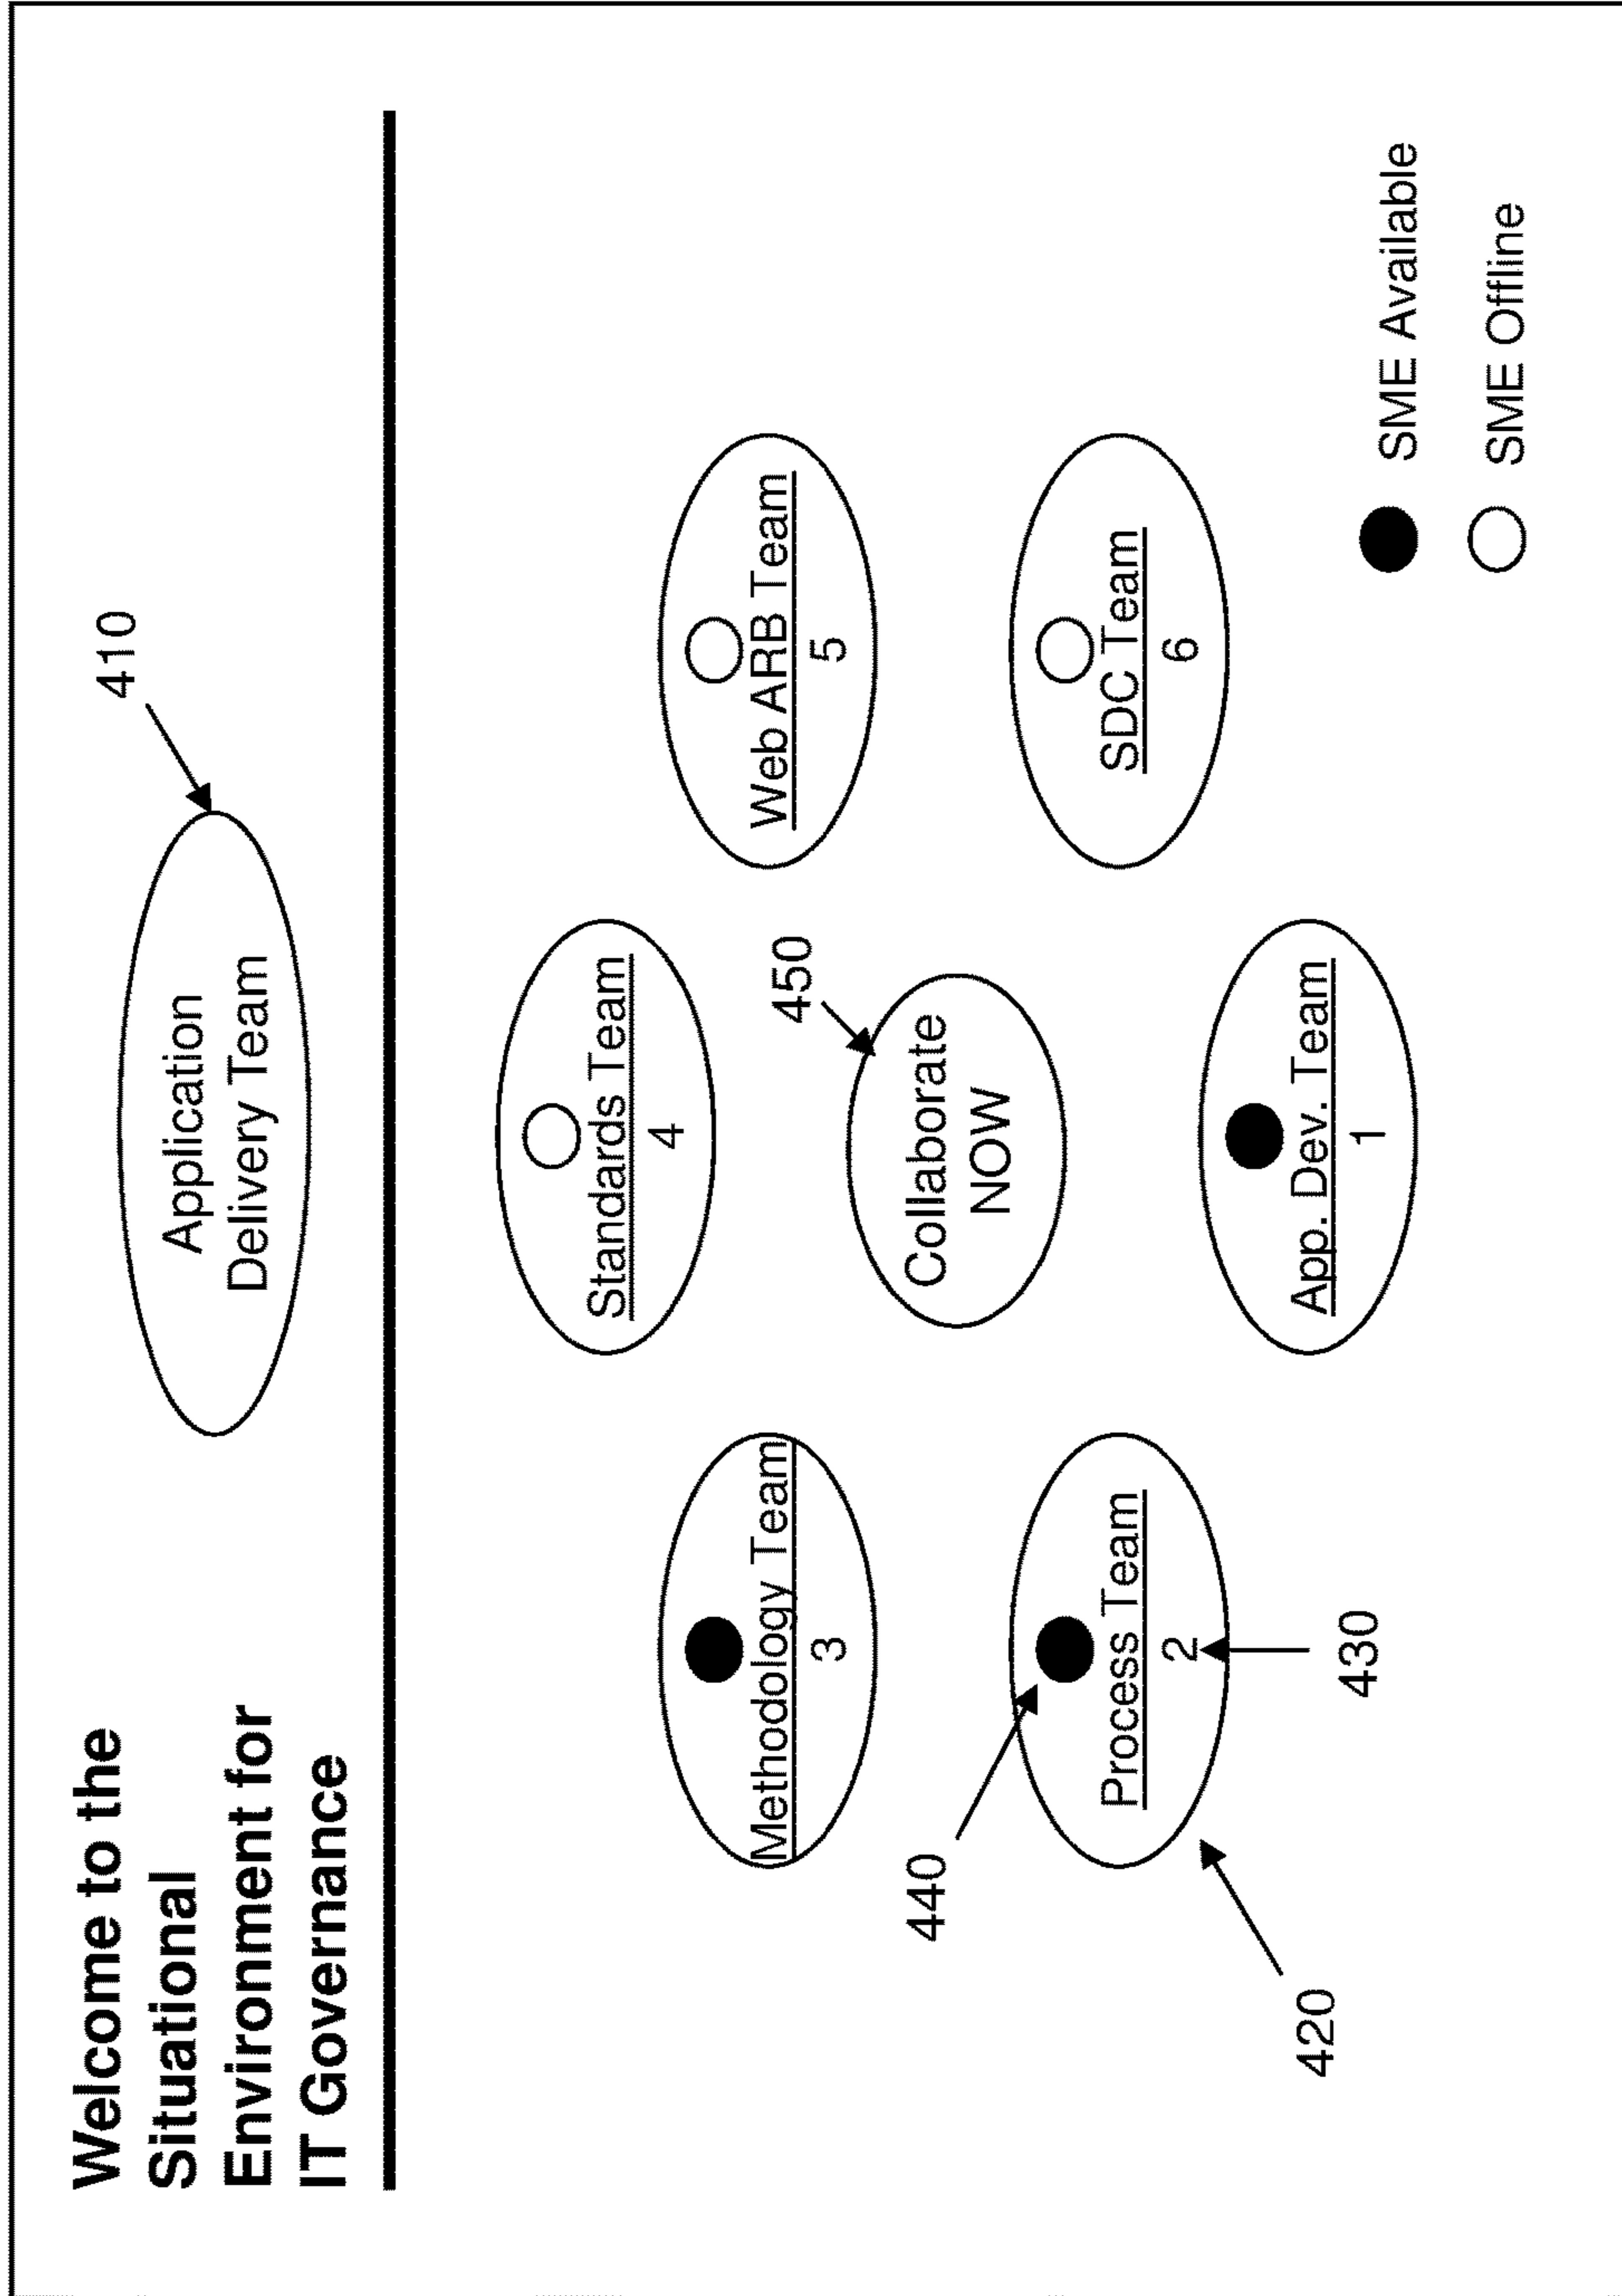 Welcome to the
Situational
Environment for
IT Governance
Application
Delivery Team
410
Standards Team
4
Methodology Team
3
Web ARB Team
5
450
Collaborate
NOW
440
Process Team
2
SDC Team
6
App. Dev. Team
1
420
430
SME Available
SME Offline